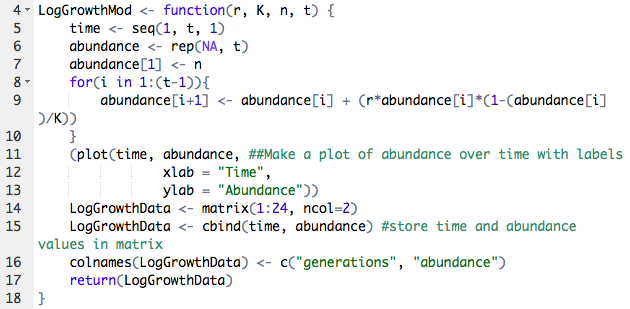 4 LogGrowthMod <- function(r, K, n, t) {
5 time <- seq(1, t, 1)
6 abundance <- rep(NA, t)
7 abundance[1] <- n
8 for(i in 1:(t-1)){
9 abundance[i+1] <- abundance[i] + (r*abundance[i]*(1-(abundance[i]
)/K))
10 }
11 (plot(time, abundance, ##Make a plot of abundance over time with labels
12 xlab = "Time",
13 ylab = "Abundance"))
14 LogGrowthData <- matrix(1:24, ncol=2)
15 LogGrowthData <- cbind(time, abundance) #store time and abundance
values in matrix
16 colnames(LogGrowthData) <- c("generations", "abundance")
17 return(LogGrowthData)
18 }